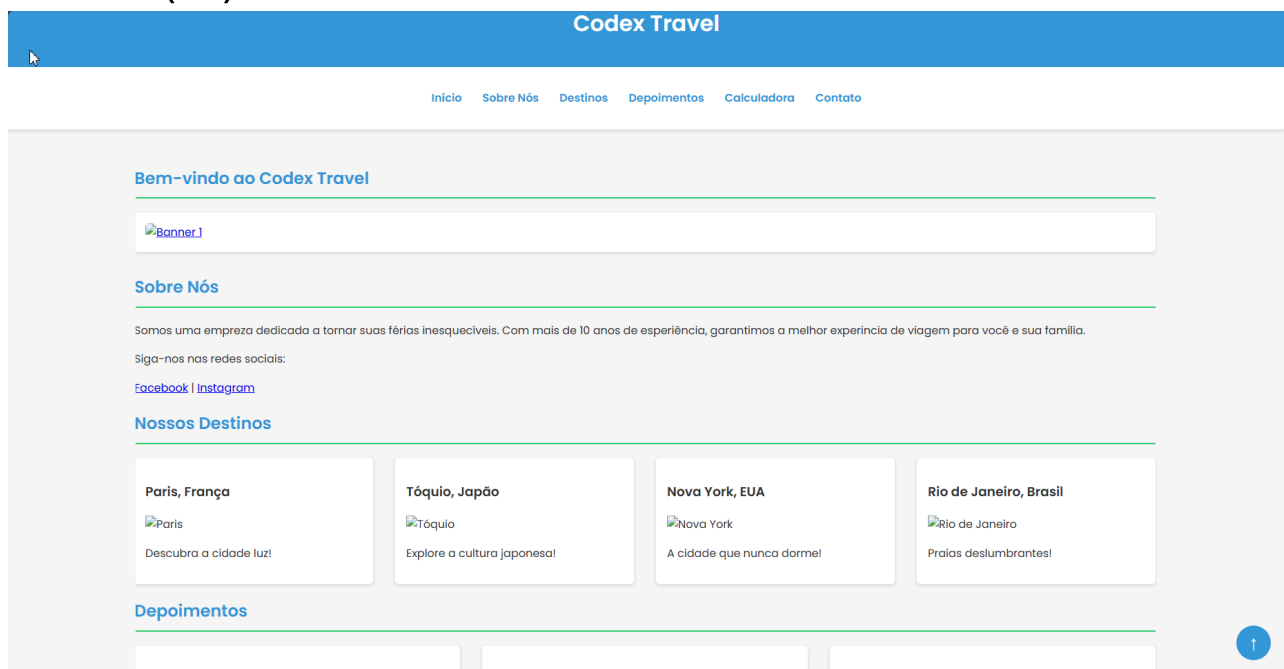 Codex Travel
Início Sobre Nós Destinos Depoimentos Calculadora Contato
Bem-vindo ao Codex Travel
Banner 1
Sobre Nós
Somos uma empreza dedicada a tornar suas férias inesquecíveis. Com mais de 10 anos de esperiência, garantimos a melhor experincia de viagem para você e sua família.
Siga-nos nas redes sociais:
Facebook | Instagram
Nossos Destinos
Paris, França Tóquio, Japão Nova York, EUA Rio de Janeiro, Brasil
Paris Tóquio Nova York Rio de Janeiro
Descubra a cidade luz! Explore a cultura japonesa! A cidade que nunca dorme! Praias deslumbrantes!
Depoimentos
↑